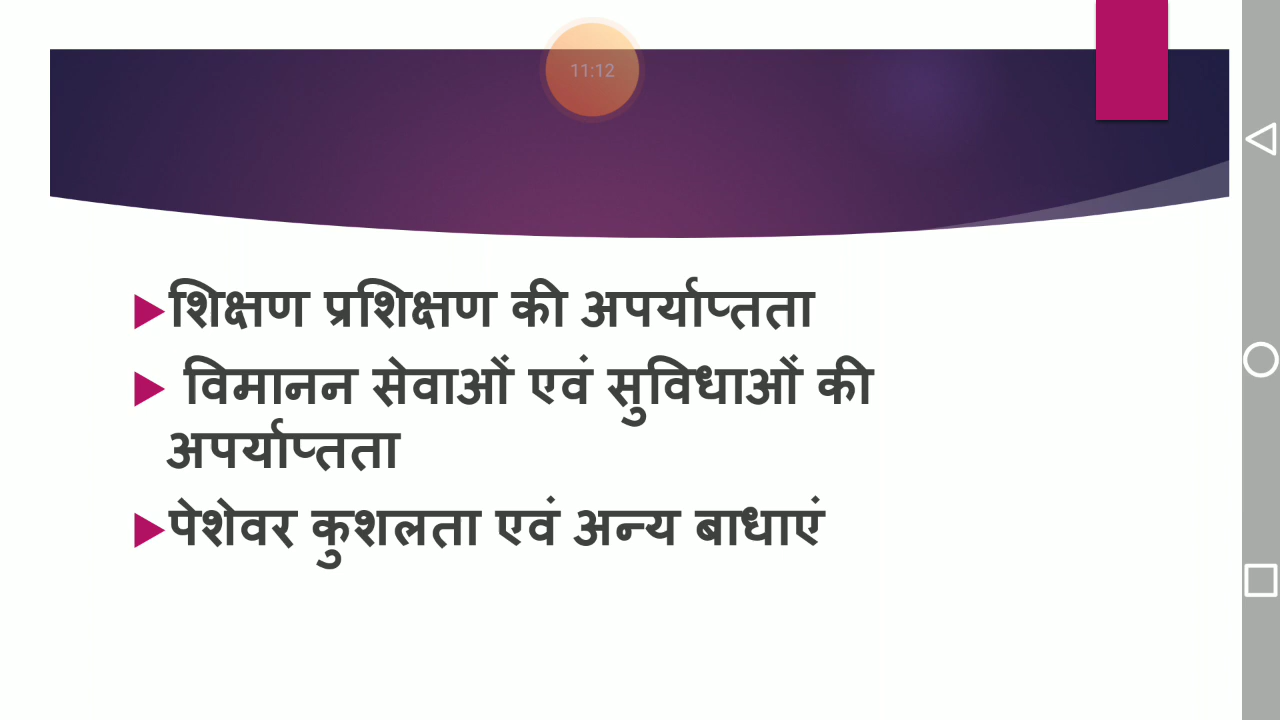 11:12
शिक्षण प्रशिक्षण की अपर्याप्तता
विमानन सेवाओं एवं सुविधाओं की
अपर्याप्तता
पेशेवर कुशलता एवं अन्य बाधाएं